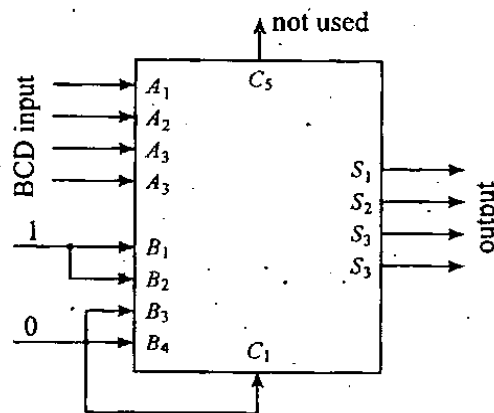 not used
C5
BCD input
A1
A2
A3
A3
S1
S2
S3
S3
output
1
B1
B2
B3
0
B4
C1